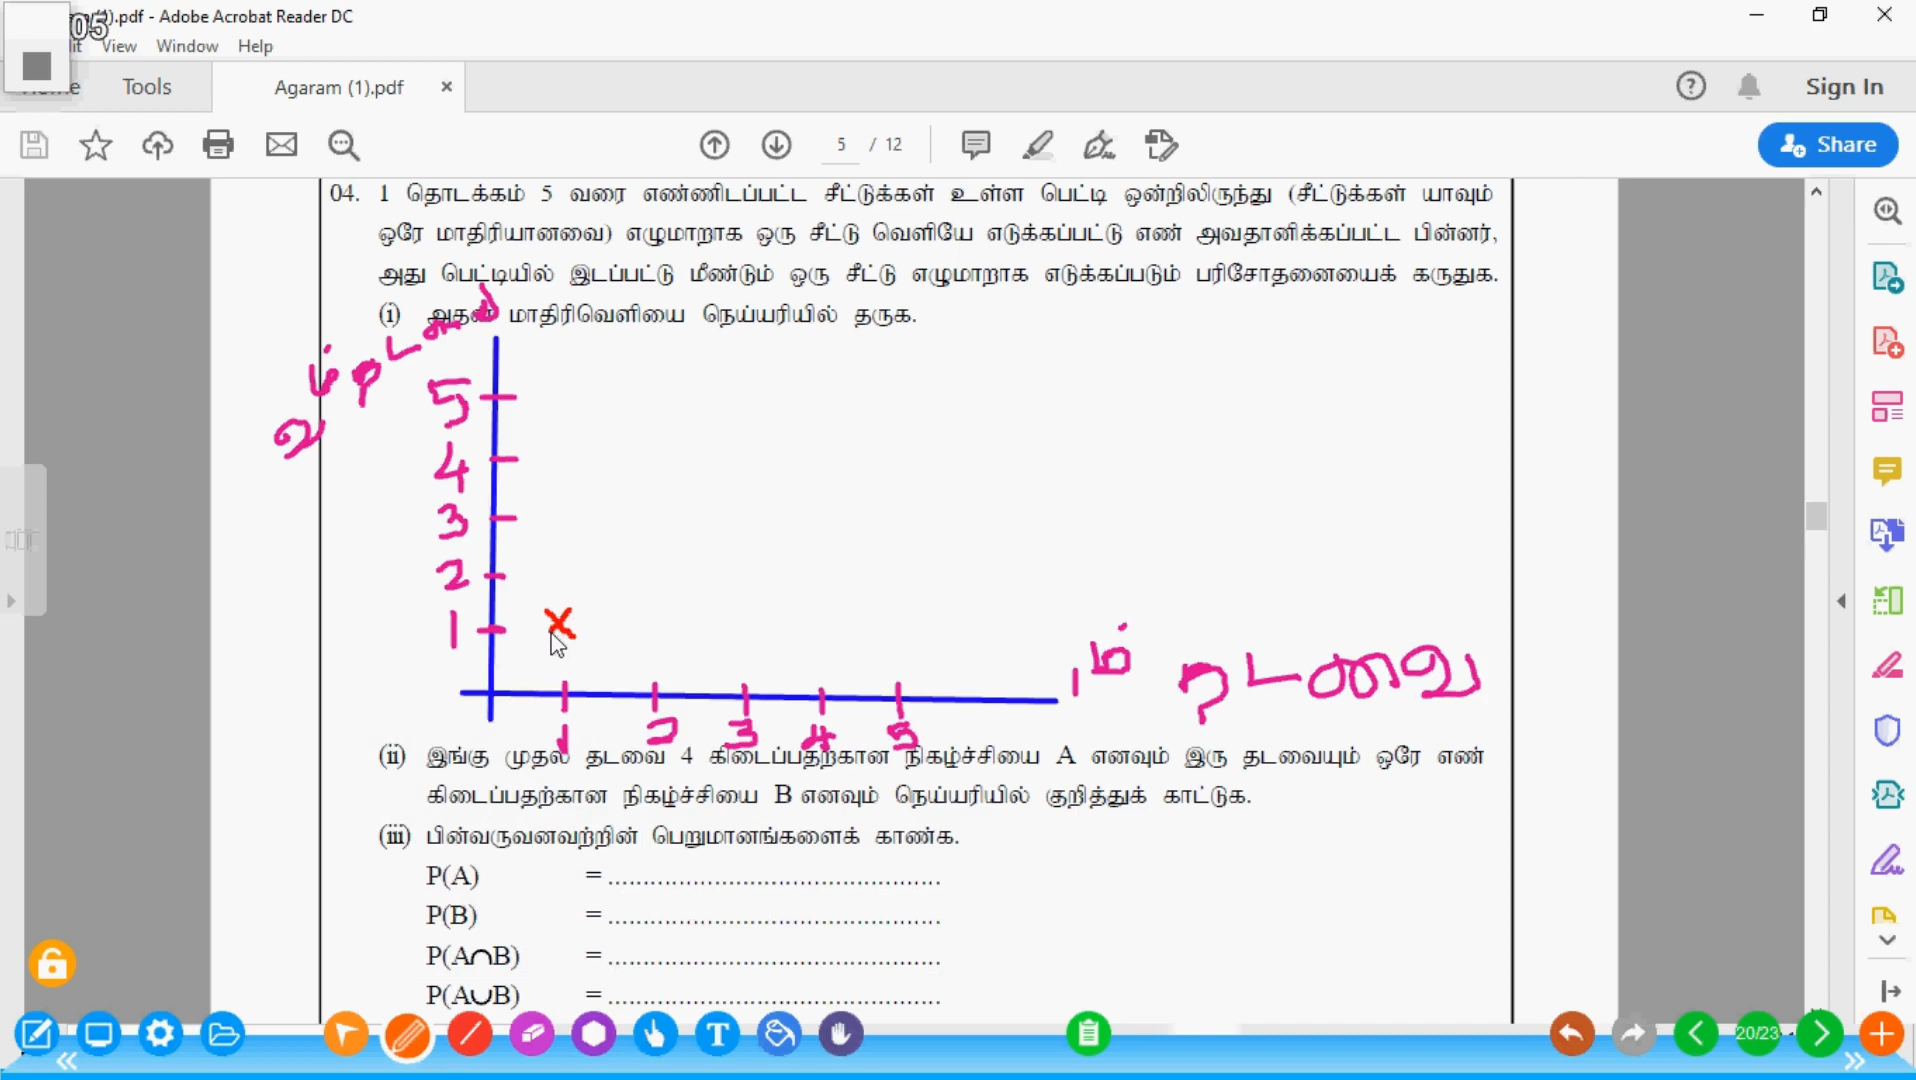 05
).pdf - Adobe Acrobat Reader DC
View Window Help
Tools Agaram (1).pdf × Sign In
5 / 12 Share
04. 1 தொடக்கம் 5 வரை எண்ணிடப்பட்ட சீட்டுக்கள் உள்ள பெட்டி ஒன்றிலிருந்து (சீட்டுக்கள் யாவும்
ஒரே மாதிரியானவை) எழுமாறாக ஒரு சீட்டு வெளியே எடுக்கப்பட்டு எண் அவதானிக்கப்பட்ட பின்னர்,
அது பெட்டியில் இடப்பட்டு மீண்டும் ஒரு சீட்டு எழுமாறாக எடுக்கப்படும் பரிசோதனையைக் கருதுக.
(i) அதன் மாதிரிவெளியை நெய்யரியில் தருக.
5
4
3
2
1
x
1 2 3 4 5
(ii) இங்கு முதல் தடவை 4 கிடைப்பதற்கான நிகழ்ச்சியை A எனவும் இரு தடவையும் ஒரே எண்
கிடைப்பதற்கான நிகழ்ச்சியை B எனவும் நெய்யரியில் குறித்துக் காட்டுக.
(iii) பின்வருவனவற்றின் பெறுமானங்களைக் காண்க.
P(A) = ................................................
P(B) = ................................................
P(A∩B) = ................................................
P(A∪B) = ................................................
20/23